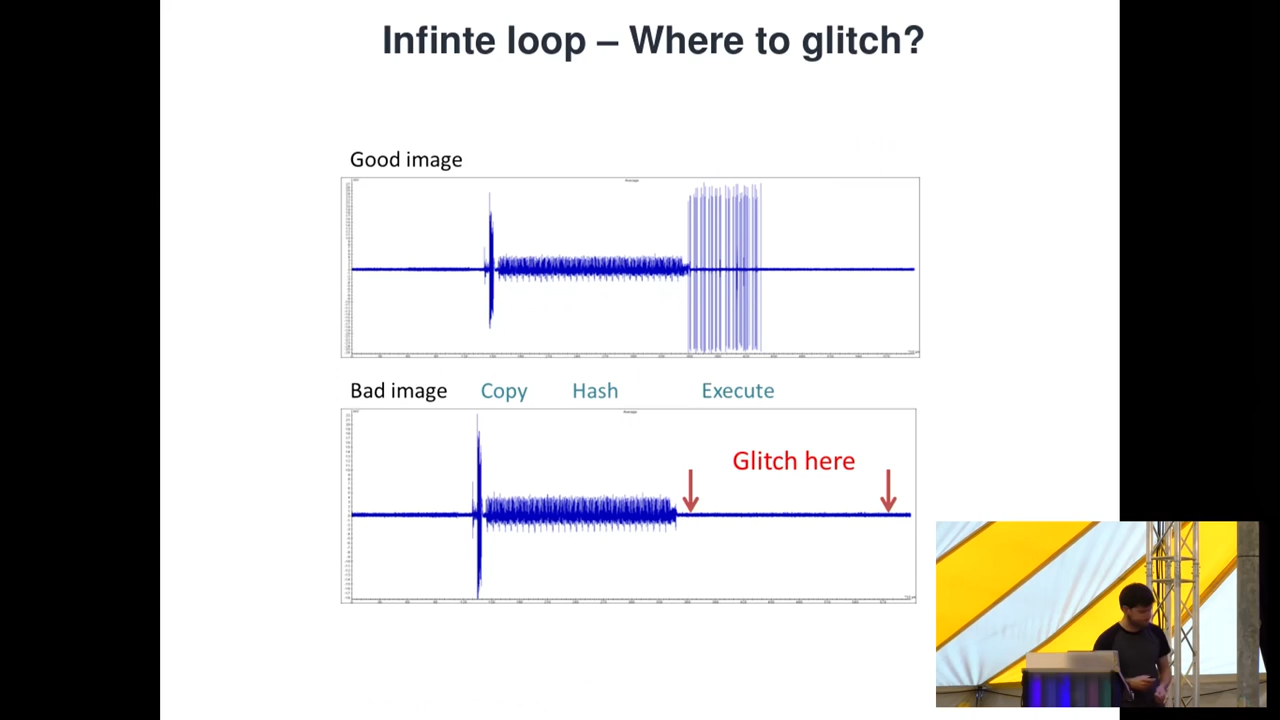 Infinte loop – Where to glitch?
Good image
Bad image Copy Hash Execute
Glitch here